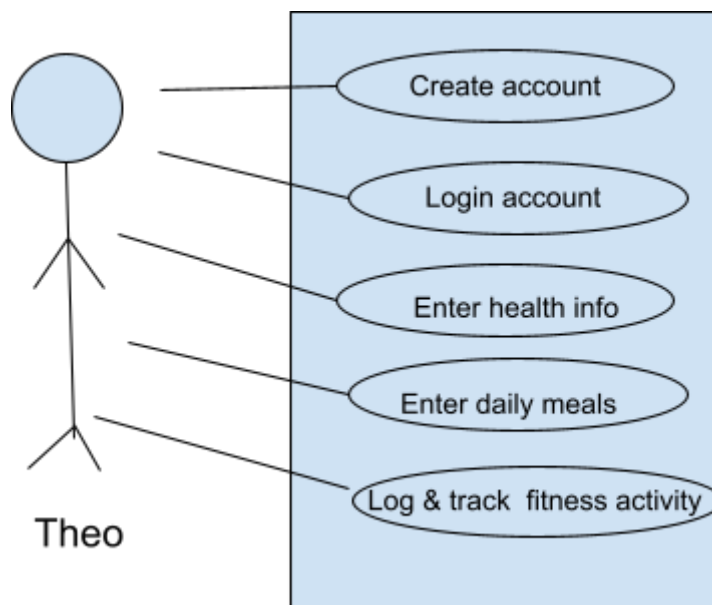 Create account
Login account
Enter health info
Enter daily meals
Log & track fitness activity
Theo